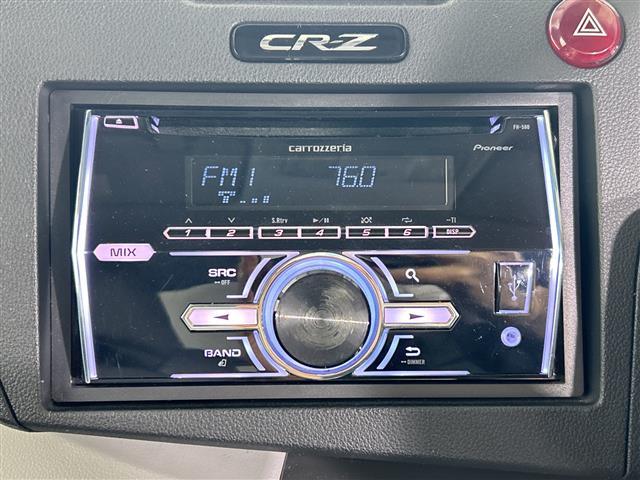 CR-Z
FH-580
carrozzeria
Pioneer
FM1 76.0
S.Rtrv
1 2 3 4 5 6 DISP
MIX
SRC
OFF
BAND
DIMMER